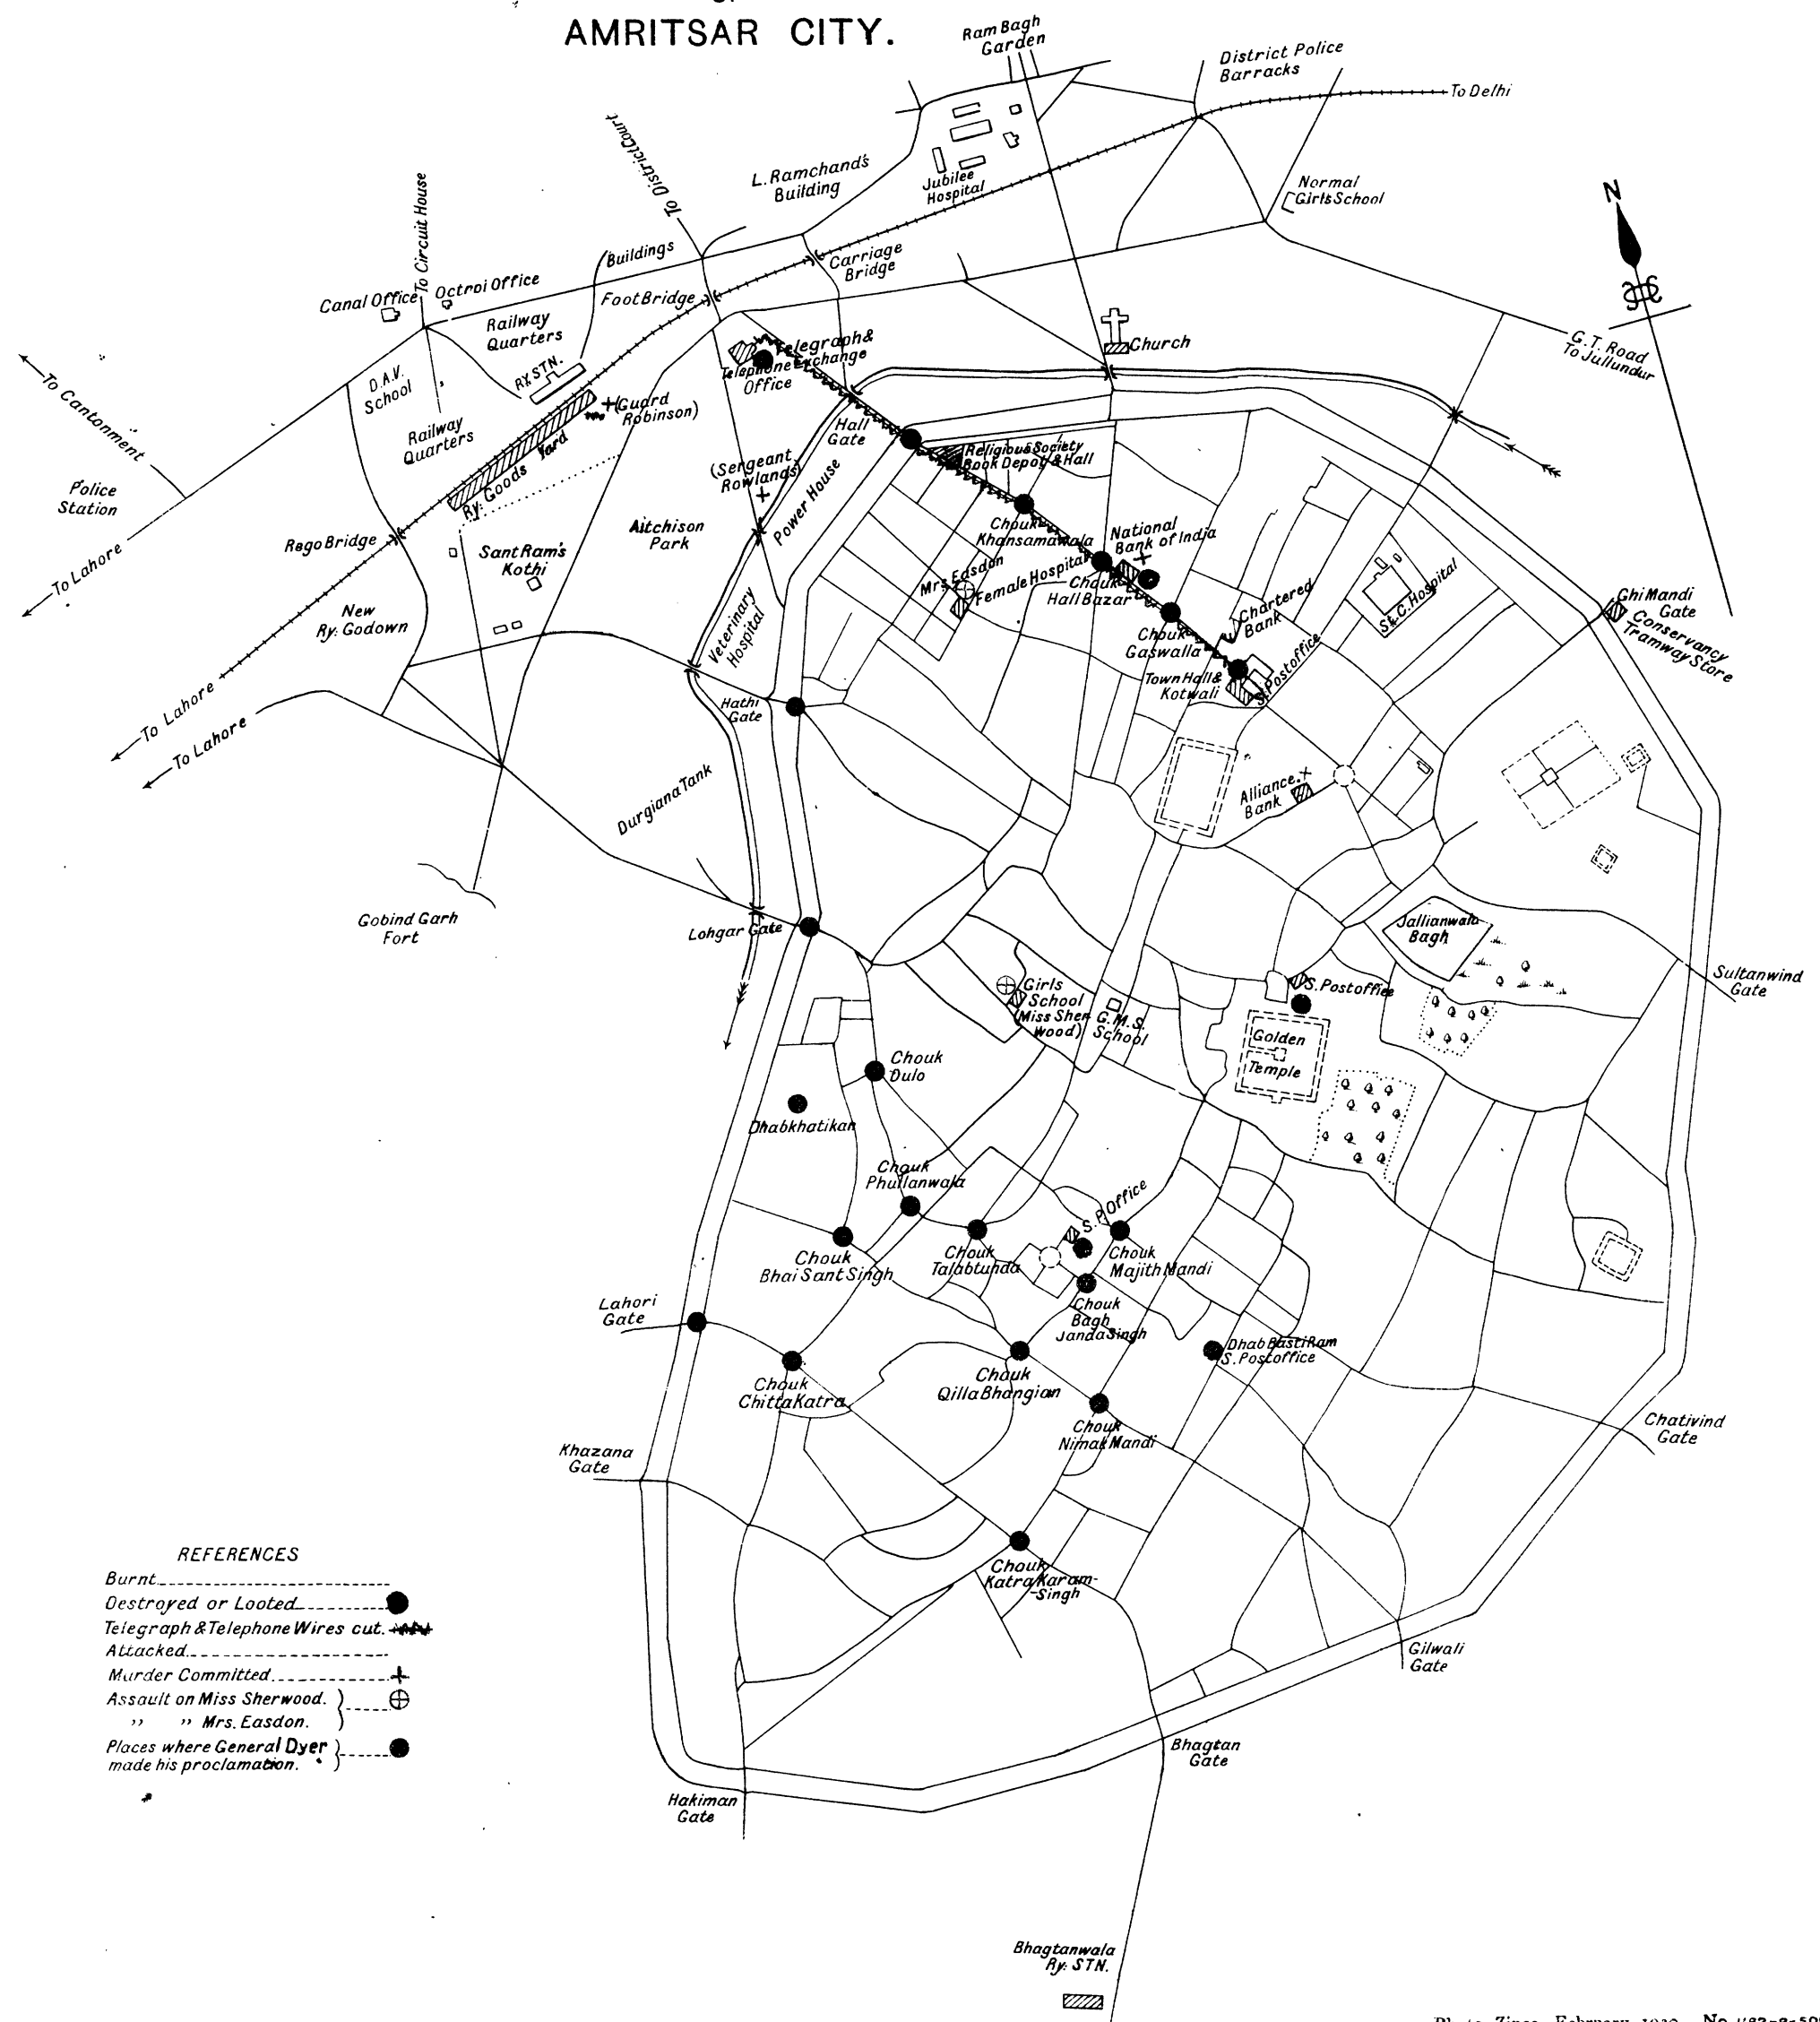 AMRITSAR CITY.
Ram Bagh
Garden
District Police
Barracks
To Delhi
To District Court
L. Ramchand's
Building
Jubilee
Hospital
Normal
Girls School
N
To Circuit House
Buildings
Carriage
Bridge
Canal Office
Octroi Office
Foot Bridge
Railway
Quarters
G.T. Road
To Jullundur
Church
Telegraph &
Telephone Exchange
Office
RY. STN.
D.A.V.
School
To Cantonment
(Guard
Robinson)
Railway
Quarters
Hall
Gate
Religious Society
Book Depot & Hall
(Sergeant
Rowlands)
Power House
Ry: Goods Yard
Police
Station
Aitchison
Park
Chouk
Khansamawala
National
Bank of India
Rego Bridge
To Lahore
Sant Ram's
Kothi
Mrs. Easdon
Female Hospital
Chouk
Hall Bazar
St. C. Hospital
Chartered
Bank
Ghi Mandi
Gate
Conservancy
Tramway Store
New
Ry: Godown
Veterinary
Hospital
Chouk
Gaswalla
Town Hall &
Kotwali
S. Postoffice
To Lahore
To Lahore
Hathi
Gate
Durgiana Tank
Alliance
Bank
Gobind Garh
Fort
Lohgar Gate
Jallianwala
Bagh
Sultanwind
Gate
Girls
School
(Miss Sher
wood)
G.M.S.
School
S. Postoffice
Golden
Temple
Chouk
Dulo
Dhabkhatikan
Chouk
Phullanwala
S. P. Office
Chouk
Bhai Sant Singh
Chouk
Talabtunda
Chouk
Majith Mandi
Lahori
Gate
Chouk
Bagh
Janda Singh
Dhab Basti Ram
S. Postoffice
Chouk
Chitta Katra
Chouk
Qilla Bhangian
Chouk
Nimak Mandi
Chativind
Gate
Khazana
Gate
Chouk
Katra Karam-
-Singh
Gilwali
Gate
Bhagtan
Gate
Hakiman
Gate
Bhagtanwala
Ry: STN.
REFERENCES
Burnt
Destroyed or Looted
Telegraph & Telephone Wires cut.
Attacked
Murder Committed
Assault on Miss Sherwood.
" " Mrs. Easdon.
Places where General Dyer
made his proclamation.